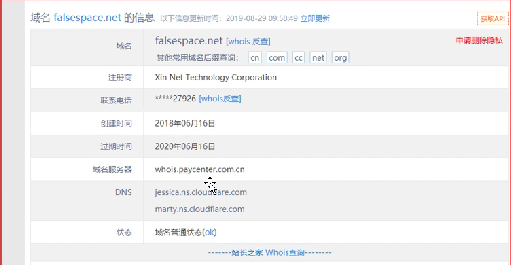 域名 falsespace.net 的信息 以下信息更新时间：2019-08-29 09:58:49 立即更新 获取API
域名 falsespace.net [whois 反查] 申请删除隐私
其他常用域名后缀查询： cn com cc net org
注册商 Xin Net Technology Corporation
联系电话 *****27926 [whois反查]
创建时间 2018年06月16日
过期时间 2020年06月16日
域名服务器 whois.paycenter.com.cn
DNS jessica.ns.cloudflare.com
marty.ns.cloudflare.com
状态 域名普通状态(ok)
-------站长之家 Whois查询--------